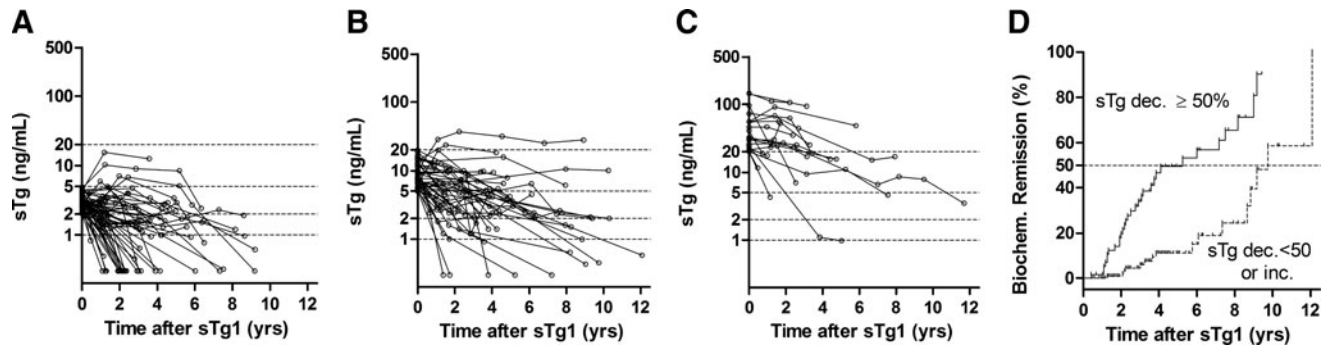 A
500
100
20
10
5
2
1
sTg (ng/mL)
0 2 4 6 8 10 12
Time after sTg1 (yrs)
B
500
100
20
10
5
2
1
sTg (ng/mL)
0 2 4 6 8 10 12
Time after sTg1 (yrs)
C
500
100
20
10
5
2
1
sTg (ng/mL)
0 2 4 6 8 10 12
Time after sTg1 (yrs)
D
100
80
60
50
40
20
0
Biochem. Remission (%)
sTg dec. ≥ 50%
sTg dec.<50
or inc.
0 2 4 6 8 10 12
Time after sTg1 (yrs)